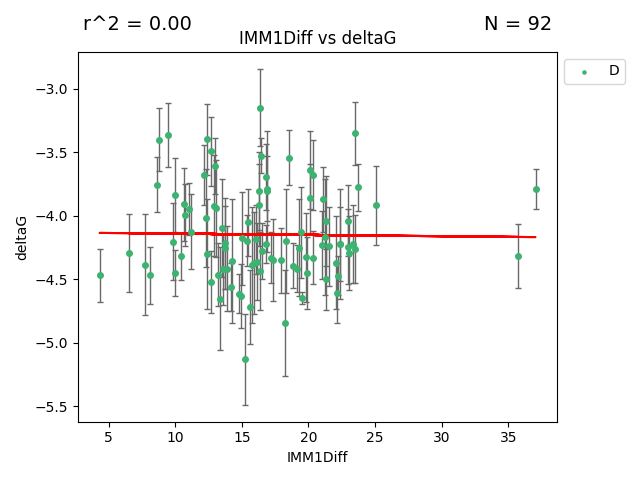 r^2 = 0.00
N = 92
IMM1Diff vs deltaG
D
−3.0
−3.5
−4.0
−4.5
−5.0
−5.5
deltaG
5
10
15
20
25
30
35
IMM1Diff